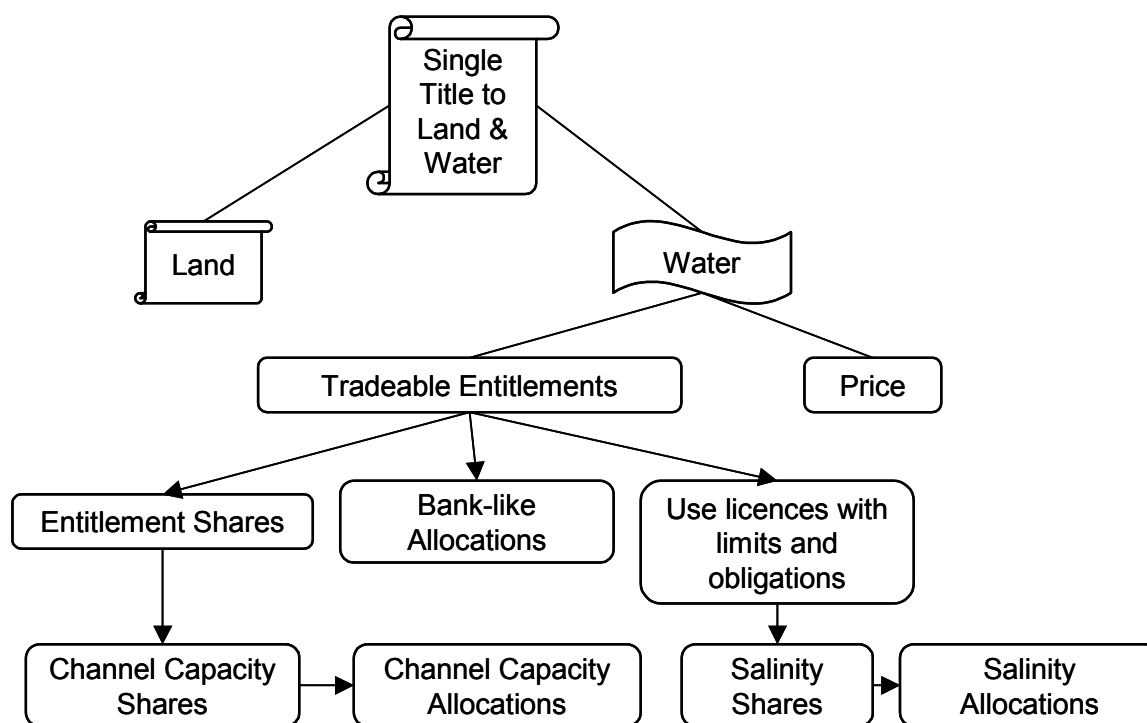 Single
Title to
Land &
Water
Land
Water
Tradeable Entitlements
Price
Entitlement Shares
Bank-like
Allocations
Use licences with
limits and
obligations
Channel Capacity
Shares
Channel Capacity
Allocations
Salinity
Shares
Salinity
Allocations